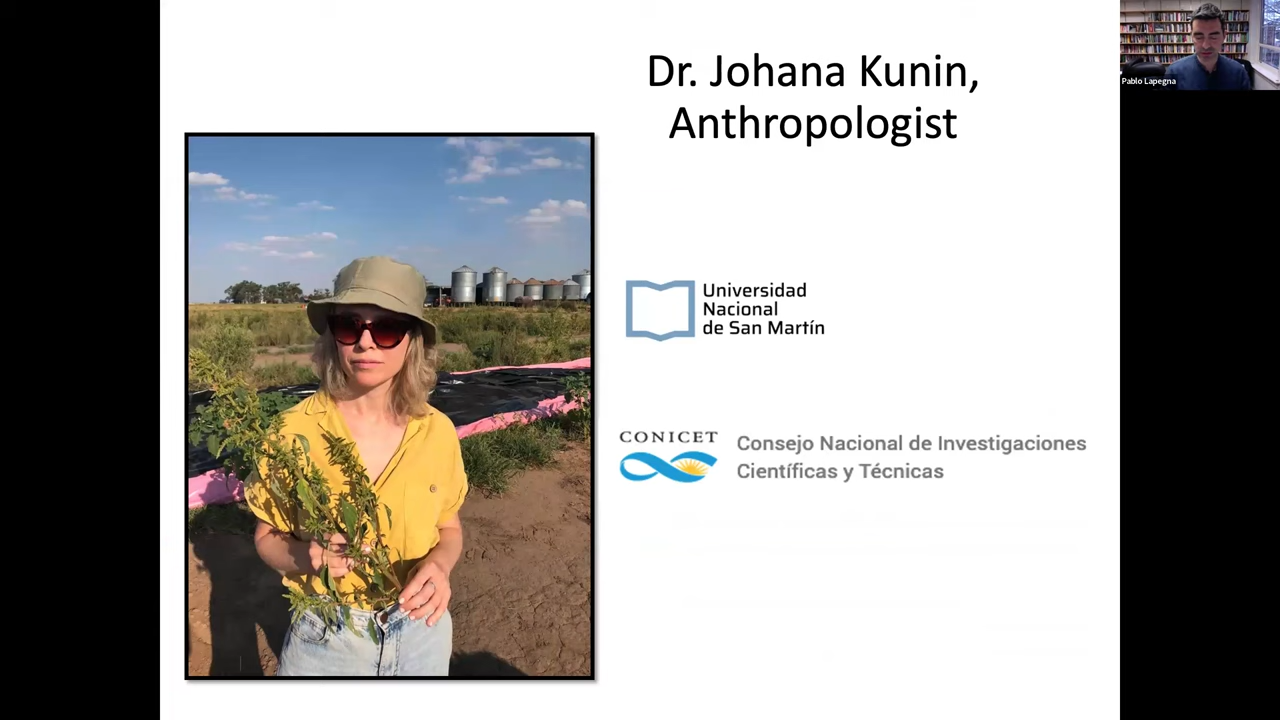 Dr. Johana Kunin,
Anthropologist
Pablo Lapegna
Universidad
Nacional
de San Martín
CONICET
Consejo Nacional de Investigaciones
Científicas y Técnicas